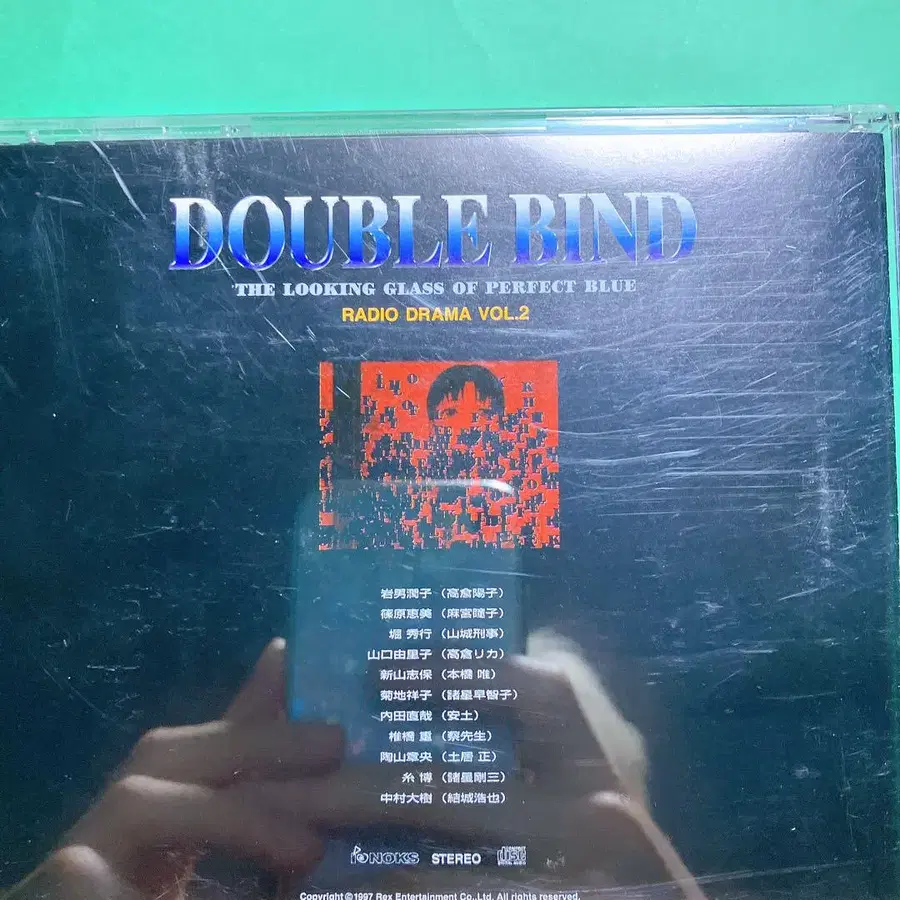 DOUBLE BIND
THE LOOKING GLASS OF PERFECT BLUE
RADIO DRAMA VOL.2
岩男潤子（高倉陽子）
篠原恵美（麻宮瞳子）
堀 秀行（山城刑事）
山口由里子（高倉リカ）
新山志保（本橋 唯）
菊地祥子（諸星早智子）
内田直哉（安土）
椎橋 重（蔡先生）
陶山章央（土居 正）
糸 博（諸星剛三）
中村大樹（結城浩也）
NOKS STEREO COMPACT disc DIGITAL AUDIO
Copyright©1997 Rex Entertainment Co.,Ltd. All rights reserved.